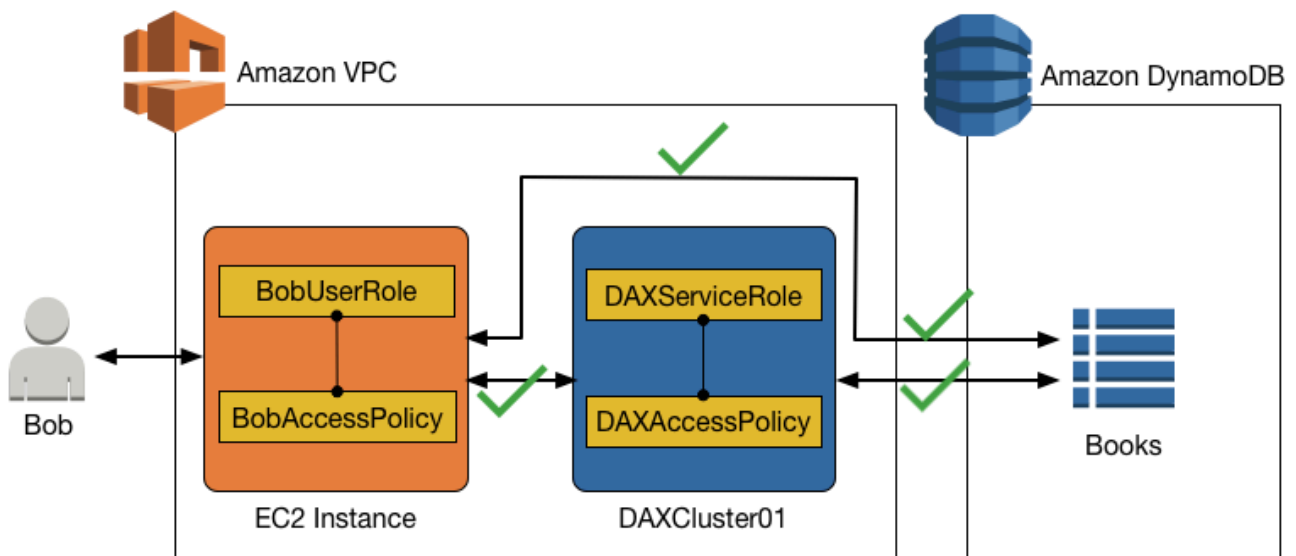 Amazon VPC
Amazon DynamoDB
BobUserRole
DAXServiceRole
BobAccessPolicy
DAXAccessPolicy
Bob
Books
EC2 Instance
DAXCluster01